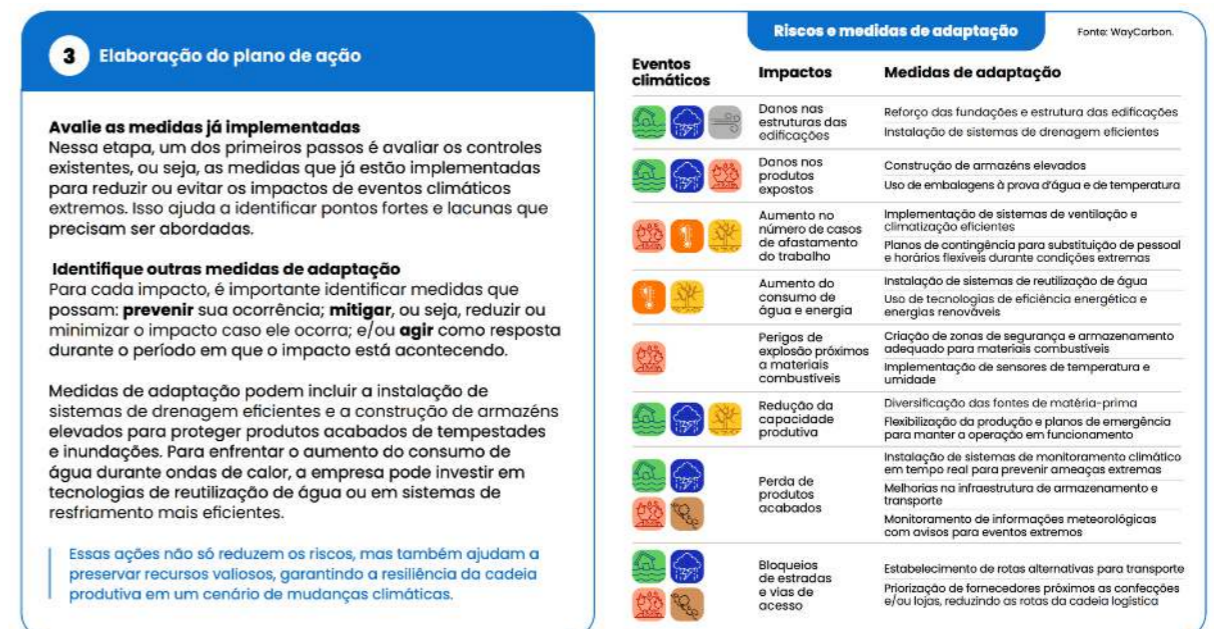 3 Elaboração do plano de ação
Avalie as medidas já implementadas
Nessa etapa, um dos primeiros passos é avaliar os controles
existentes, ou seja, as medidas que já estão implementadas
para reduzir ou evitar os impactos de eventos climáticos
extremos. Isso ajuda a identificar pontos fortes e lacunas que
precisam ser abordadas.
Identifique outras medidas de adaptação
Para cada impacto, é importante identificar medidas que
possam: prevenir sua ocorrência; mitigar, ou seja, reduzir ou
minimizar o impacto caso ele ocorra; e/ou agir como resposta
durante o período em que o impacto está acontecendo.
Medidas de adaptação podem incluir a instalação de
sistemas de drenagem eficientes e a construção de armazéns
elevados para proteger produtos acabados de tempestades
e inundações. Para enfrentar o aumento do consumo de
água durante ondas de calor, a empresa pode investir em
tecnologias de reutilização de água ou em sistemas de
resfriamento mais eficientes.
Essas ações não só reduzem os riscos, mas também ajudam a
preservar recursos valiosos, garantindo a resiliência da cadeia
produtiva em um cenário de mudanças climáticas.
Riscos e medidas de adaptação
Fonte: WayCarbon.
Eventos
climáticos
Impactos
Medidas de adaptação
Danos nas
estruturas das
edificações
Reforço das fundações e estrutura das edificações
Instalação de sistemas de drenagem eficientes
Danos nos
produtos
expostos
Construção de armazéns elevados
Uso de embalagens à prova d'água e de temperatura
Aumento no
número de casos
de afastamento
do trabalho
Implementação de sistemas de ventilação e
climatização eficientes
Planos de contingência para substituição de pessoal
e horários flexíveis durante condições extremas
Aumento do
consumo de
água e energia
Instalação de sistemas de reutilização de água
Uso de tecnologias de eficiência energética e
energias renováveis
Perigos de
explosão próximos
a materiais
combustíveis
Criação de zonas de segurança e armazenamento
adequado para materiais combustíveis
Implementação de sensores de temperatura e
umidade
Redução da
capacidade
produtiva
Diversificação das fontes de matéria-prima
Flexibilização da produção e planos de emergência
para manter a operação em funcionamento
Perda de
produtos
acabados
Instalação de sistemas de monitoramento climático
em tempo real para prevenir ameaças extremas
Melhorias na infraestrutura de armazenamento e
transporte
Monitoramento de informações meteorológicas
com avisos para eventos extremos
Bloqueios
de estradas
e vias de
acesso
Estabelecimento de rotas alternativas para transporte
Priorização de fornecedores próximos as confecções
e/ou lojas, reduzindo as rotas da cadeia logística